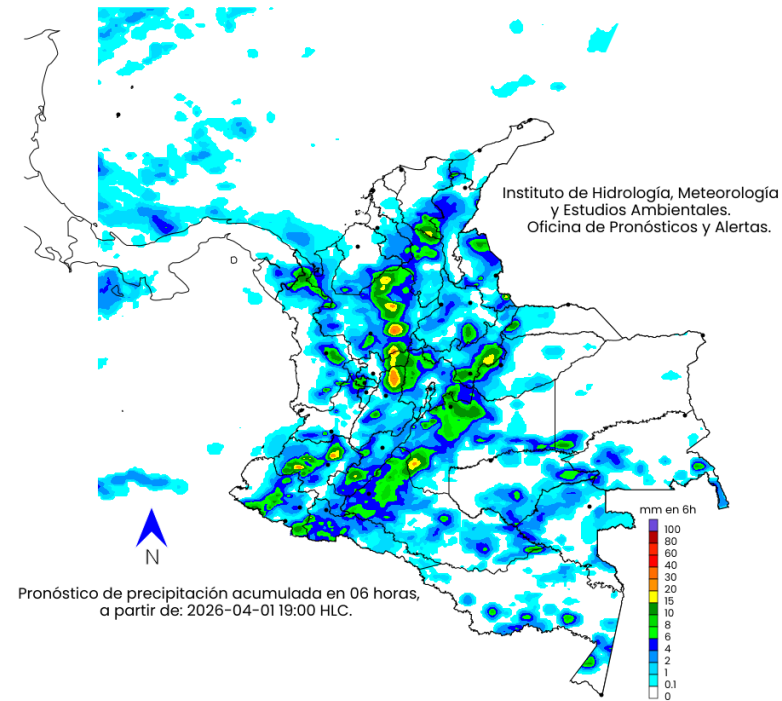 Instituto de Hidrología, Meteorología
y Estudios Ambientales.
Oficina de Pronósticos y Alertas.
mm en 6h
100
80
60
40
30
20
15
10
8
6
4
2
1
0.1
0
N
Pronóstico de precipitación acumulada en 06 horas,
a partir de: 2026-04-01 19:00 HLC.